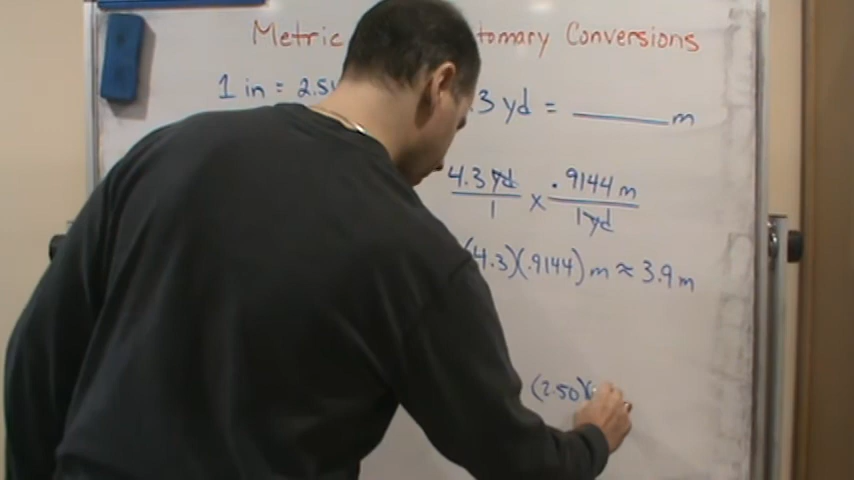 Metric tomary Conversions
1 in = 2.5
.3 yd = ______ m
4.3 yd / 1 x .9144 m / 1 yd
(4.3)(.9144) m ≈ 3.9 m
(2.50)(